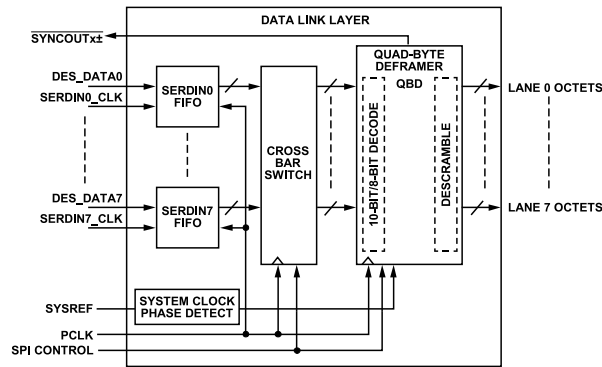 DATA LINK LAYER
SYNCOUTx±
QUAD-BYTE
DEFRAMER
QBD
DES_DATA0
SERDIN0_CLK
SERDIN0
FIFO
LANE 0 OCTETS
CROSS
BAR
SWITCH
10-BIT/8-BIT DECODE
DESCRAMBLE
DES_DATA7
SERDIN7_CLK
SERDIN7
FIFO
LANE 7 OCTETS
SYSREF
SYSTEM CLOCK
PHASE DETECT
PCLK
SPI CONTROL